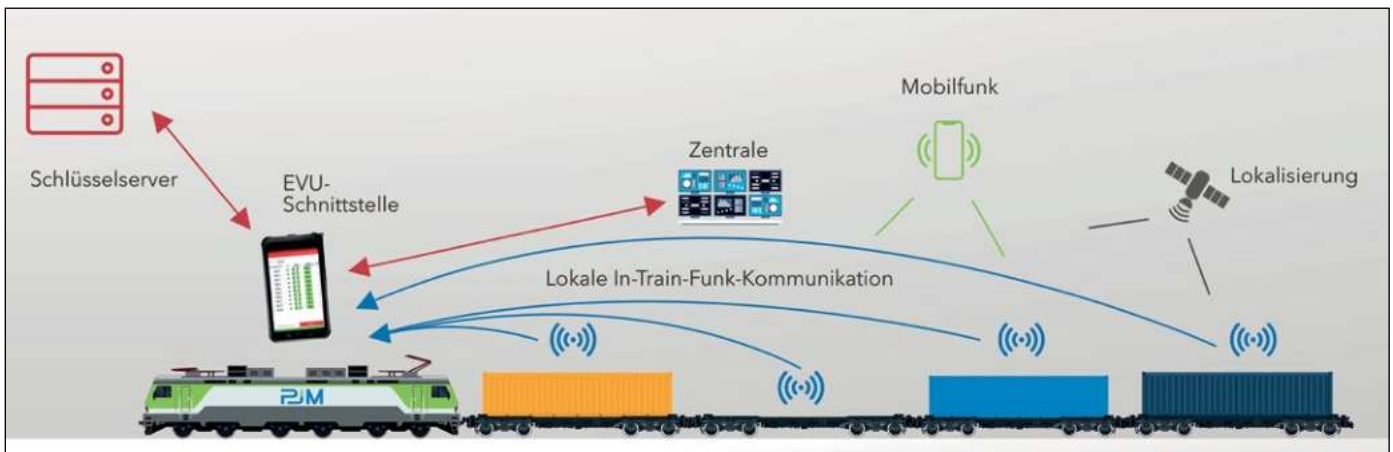 Mobilfunk
Zentrale
Schlüsselserver
EVU-
Schnittstelle
Lokalisierung
Lokale In-Train-Funk-Kommunikation
PJM